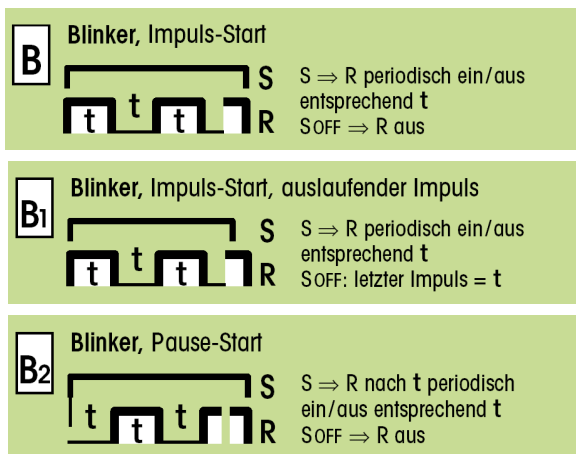 B
Blinker, Impuls-Start
S
t
t
t
R
S ⇒ R periodisch ein/aus
entsprechend t
SOFF ⇒ R aus
B1
Blinker, Impuls-Start, auslaufender Impuls
S
t
t
t
R
S ⇒ R periodisch ein/aus
entsprechend t
SOFF: letzter Impuls = t
B2
Blinker, Pause-Start
S
t
t
t
R
S ⇒ R nach t periodisch
ein/aus entsprechend t
SOFF ⇒ R aus